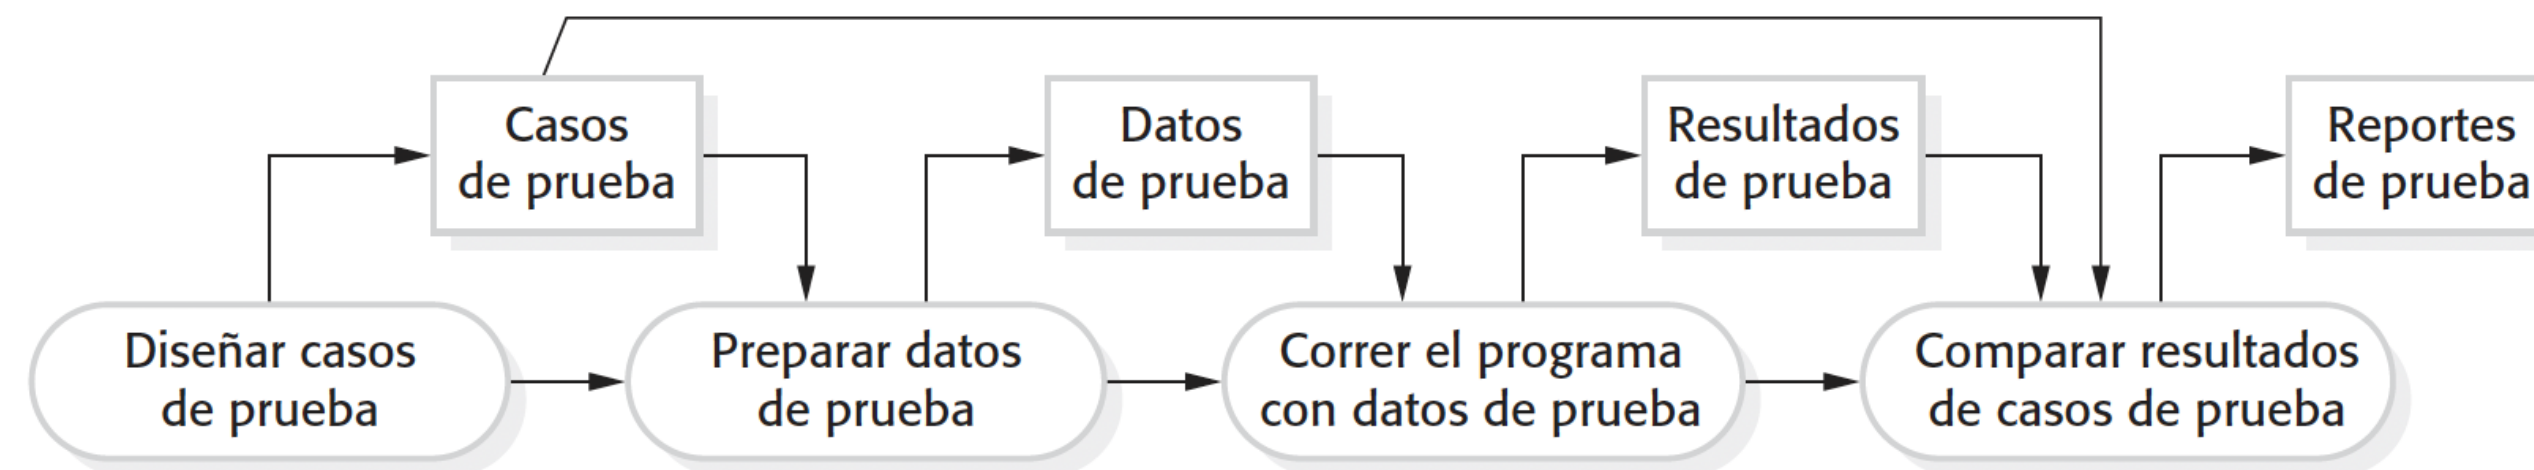 Casos
de prueba
Datos
de prueba
Resultados
de prueba
Reportes
de prueba
Diseñar casos
de prueba
Preparar datos
de prueba
Correr el programa
con datos de prueba
Comparar resultados
de casos de prueba